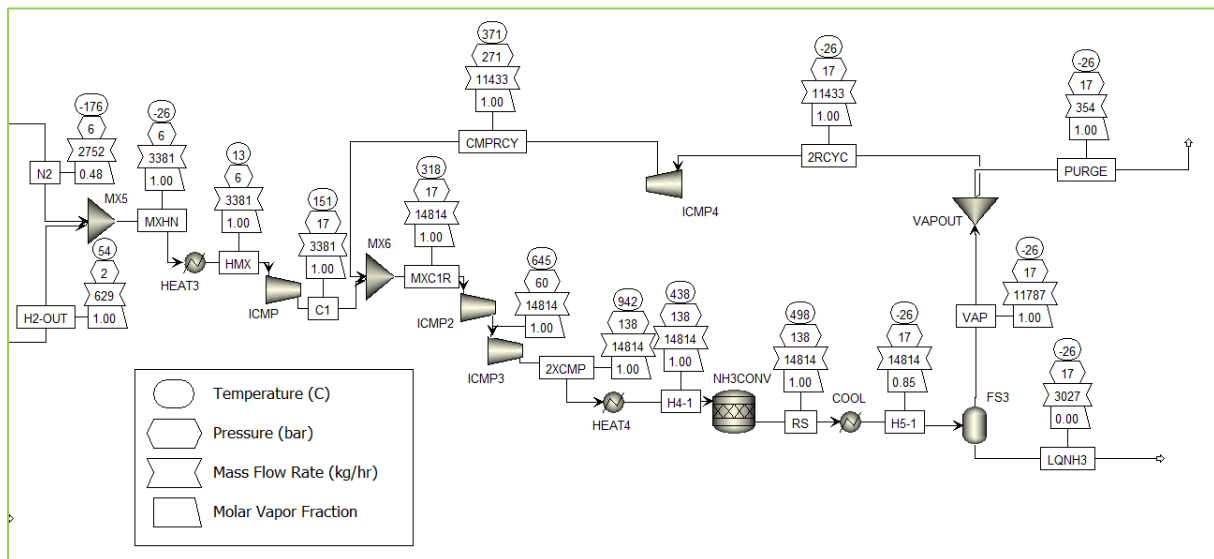 371
271
11433
1.00
CMPRCY
-26
17
11433
1.00
2RCYC
-26
17
354
1.00
PURGE
-176
6
2752
0.48
N2
MX5
-26
6
3381
1.00
MXHN
54
2
629
1.00
H2-OUT
13
6
3381
1.00
HMX
HEAT3
151
17
3381
1.00
C1
ICMP
MX6
318
17
14814
1.00
MXC1R
ICMP4
VAPOUT
645
60
14814
1.00
ICMP2
ICMP3
942
138
14814
1.00
2XCMP
438
138
14814
1.00
H4-1
HEAT4
NH3CONV
498
138
14814
1.00
RS
COOL
-26
17
14814
0.85
H5-1
-26
17
11787
1.00
VAP
FS3
-26
17
3027
0.00
LQNH3
Temperature (C)
Pressure (bar)
Mass Flow Rate (kg/hr)
Molar Vapor Fraction